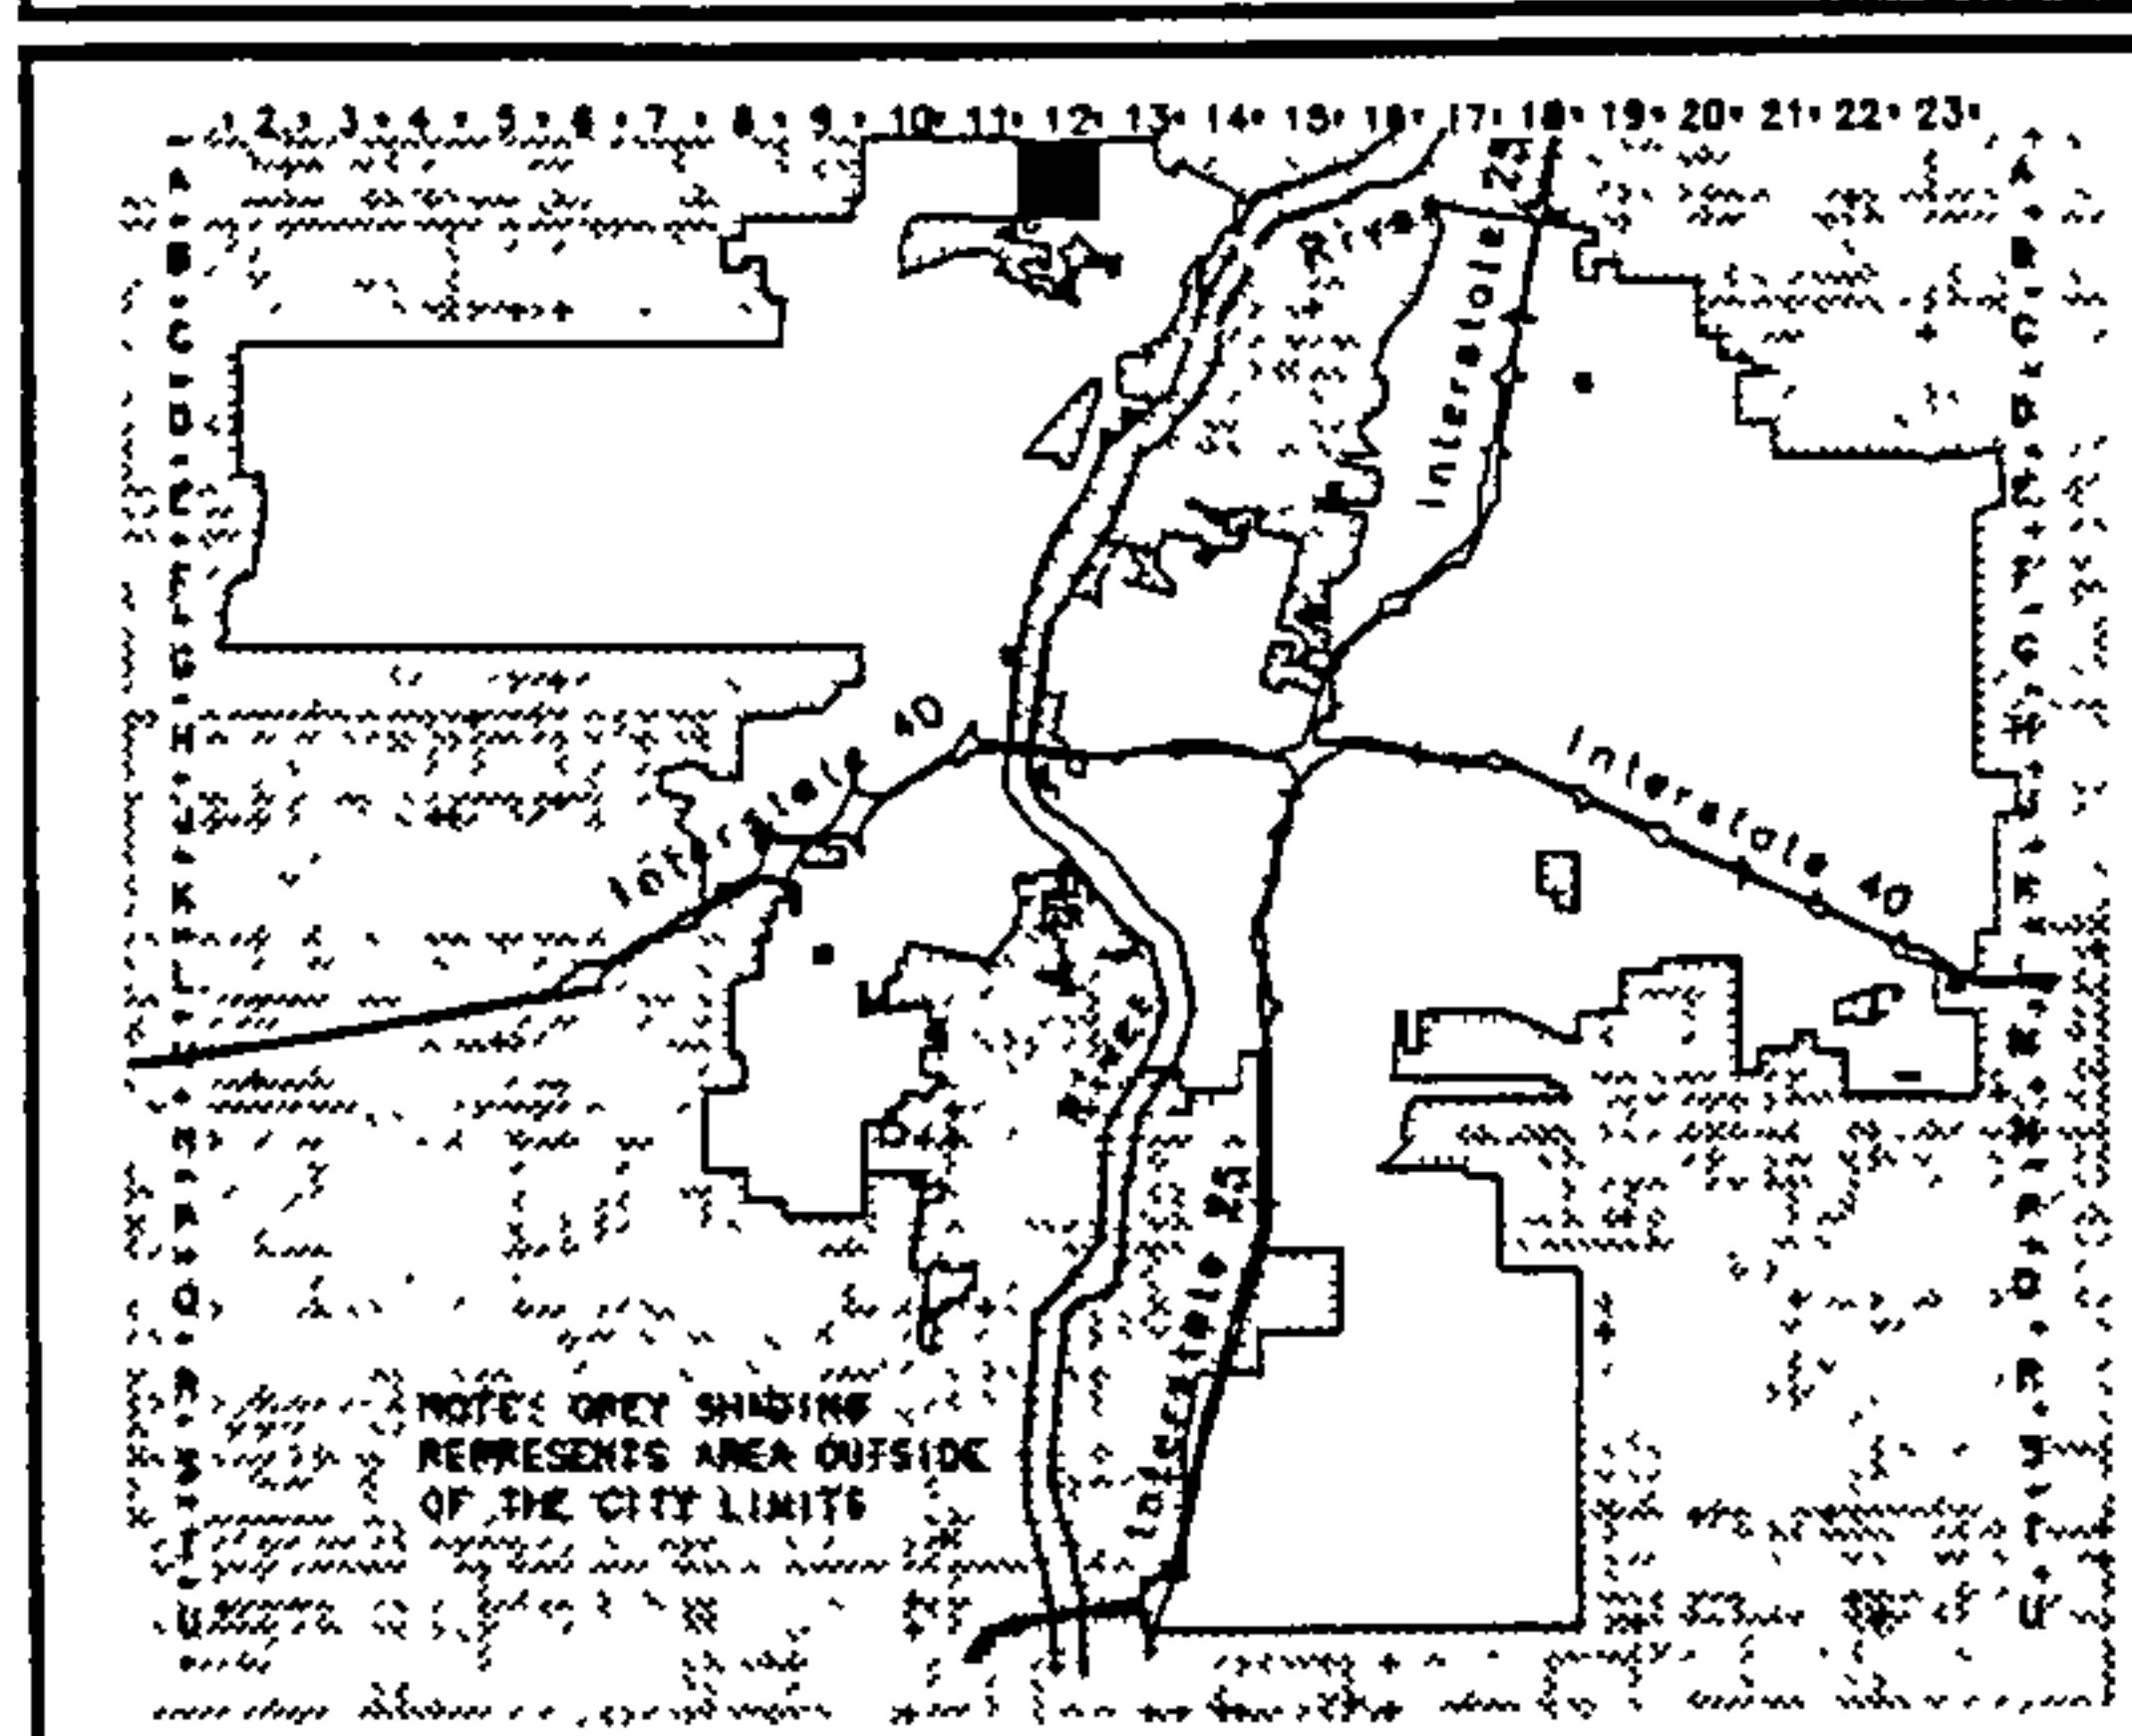 2 3 4 5 6 7 8 9 10 11 12 13 14 15 16 17 18 19 20 21 22 23
River
Interstate 25
Interstate 40
Interstate 40
River
Interstate 25
NOTE: GREY SHADING
REPRESENTS AREA OUTSIDE
OF THE CITY LIMITS